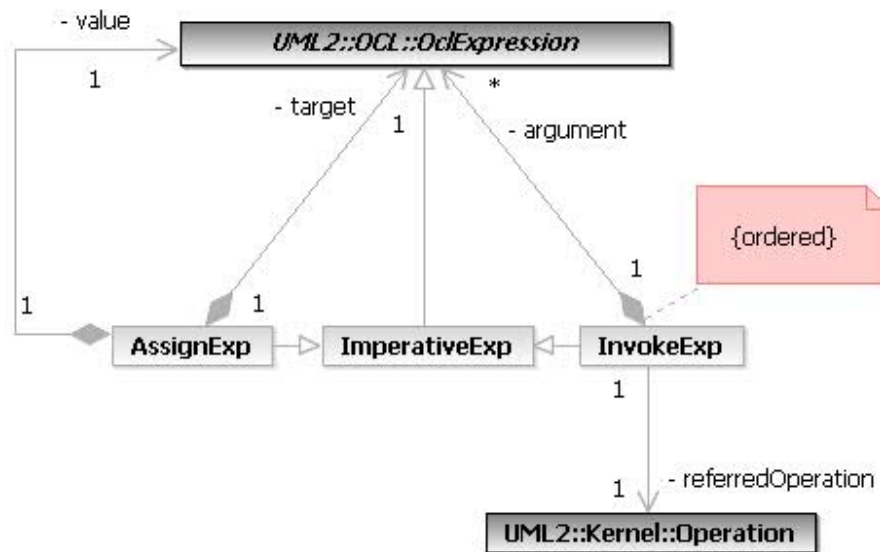 - value
1
UML2::OCL::OclExpression
- target
1
*
- argument
{ordered}
1
1
1
AssignExp
ImperativeExp
InvokeExp
1
- referredOperation
1
UML2::Kernel::Operation